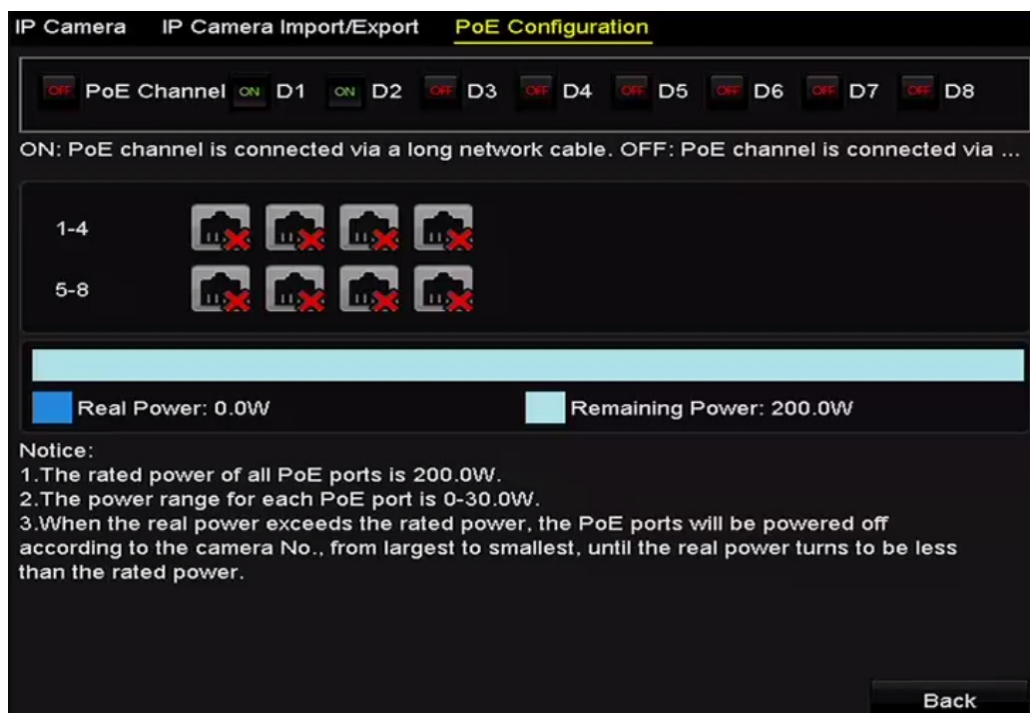 IP Camera IP Camera Import/Export PoE Configuration
OFF PoE Channel ON D1 ON D2 OFF D3 OFF D4 OFF D5 OFF D6 OFF D7 OFF D8
ON: PoE channel is connected via a long network cable. OFF: PoE channel is connected via ...
1-4
5-8
Real Power: 0.0W Remaining Power: 200.0W
Notice:
1.The rated power of all PoE ports is 200.0W.
2.The power range for each PoE port is 0-30.0W.
3.When the real power exceeds the rated power, the PoE ports will be powered off
according to the camera No., from largest to smallest, until the real power turns to be less
than the rated power.
Back